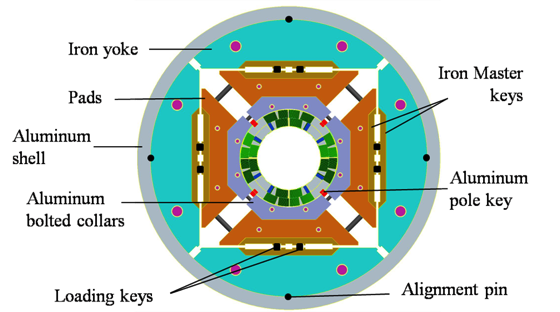 Iron yoke
Pads
Aluminum
shell
Aluminum
bolted collars
Loading keys
Iron Master
keys
Aluminum
pole key
Alignment pin